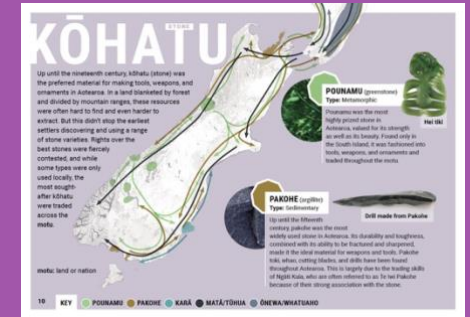 STONE
KŌHATU
Up until the nineteenth century, kōhatu (stone) was
the preferred material for making tools, weapons, and
ornaments in Aotearoa. In a land blanketed by forest
and divided by mountain ranges, these resources
were often hard to find and even harder to
extract. But this didn't stop the earliest
settlers discovering and using a
range of stone varieties. Rights over the
best stones were fiercely
contested, and while
some types were only
used locally, the
most sought-
after kōhatu
were traded
across the
motu.
motu: land or nation
POUNAMU (greenstone)
Type: Metamorphic
Pounamu was the most
highly prized stone in
Aotearoa, valued for its strength
as well as its beauty. Found only in
the South Island, it was fashioned into
tools, weapons, and ornaments and
traded throughout the motu
Hei tiki
PAKOHE (argillite)
Type: Sedimentary
Up until the fifteenth
century, pakohe was the most
widely used stone in Aotearoa. Its durability and toughness,
combined with its ability to be fractured and sharpened,
made it the ideal material for weapons and tools. Pakohe
toki, whao, cutting blades, and drills have been found
throughout Aotearoa. This is largely due to the trading skills
of Ngāti Kuia, who are often referred to as Te Iwi Pakohe
because of their strong association with the stone.
Drill made from Pakohe
10 KEY POUNAMU PAKOHE KARĀ MATĀ/TŪHUA ŌNEWA/WHATUAHO